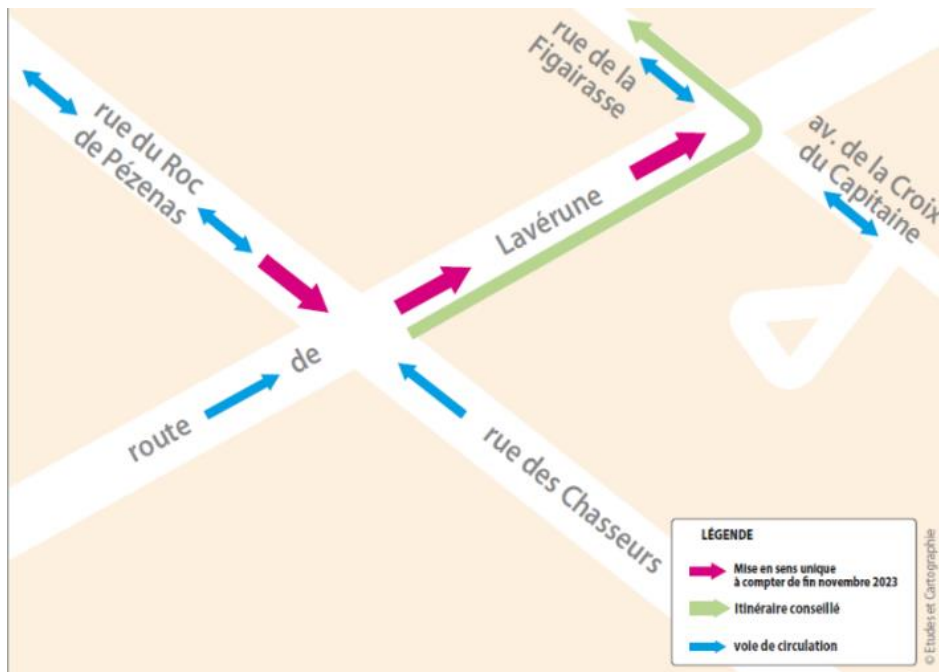 rue de la
Figairasse
rue du Roc
de Pézenas
av. de la Croix
du Capitaine
route de Lavérune
rue des Chasseurs
LÉGENDE
Mise en sens unique
à compter de fin novembre 2023
Itinéraire conseillé
voie de circulation
© Etudes et Cartographie